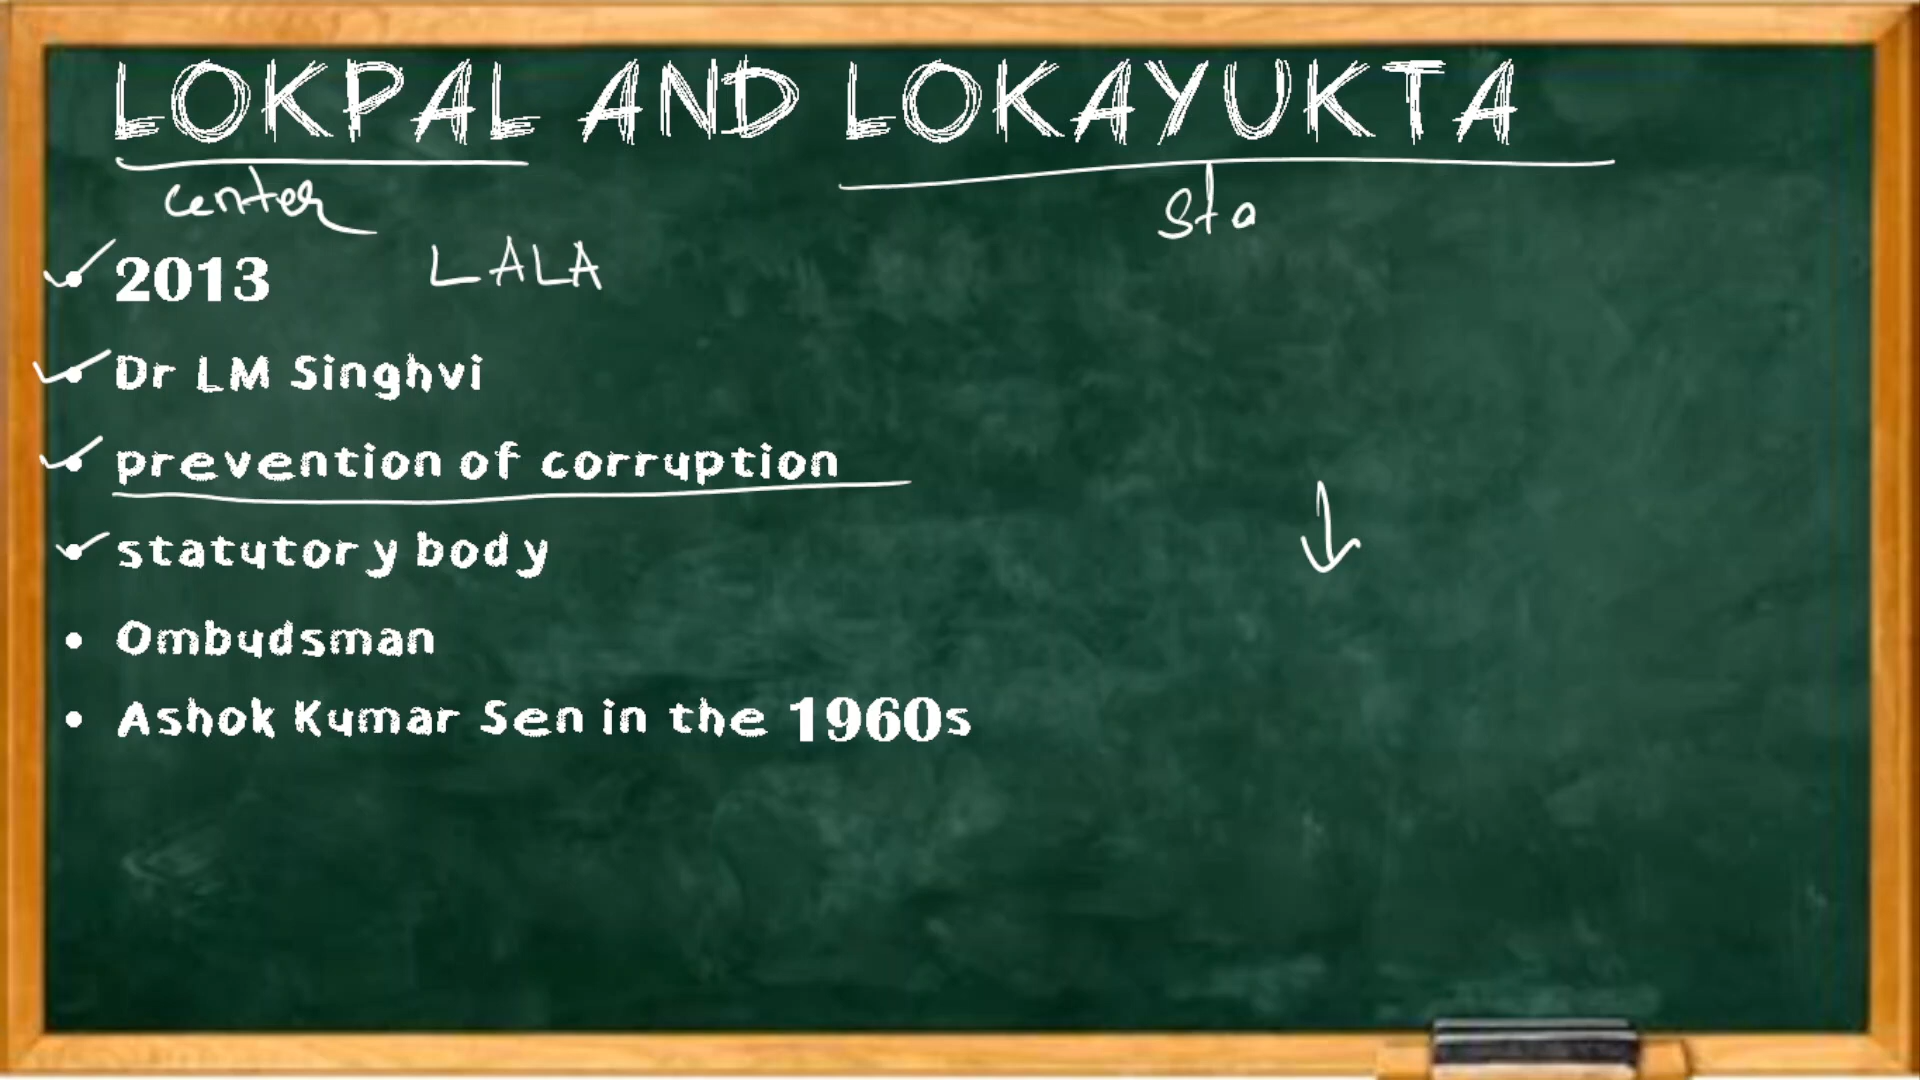 LOKPAL AND LOKAYUKTA
center
sta
2013
LALA
Dr LM Singhvi
prevention of corruption
statutory body
Ombudsman
Ashok Kumar Sen in the 1960s